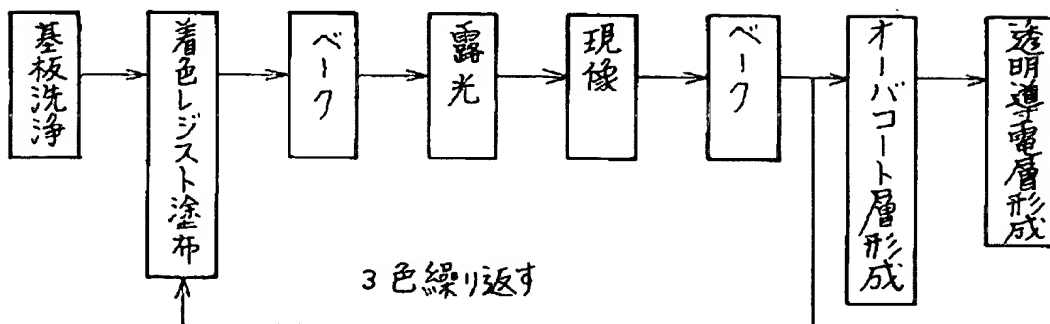 基板洗浄
着色レジスト塗布
ベーク
露光
現像
ベーク
オーバコート層形成
透明導電層形成
3色繰り返す